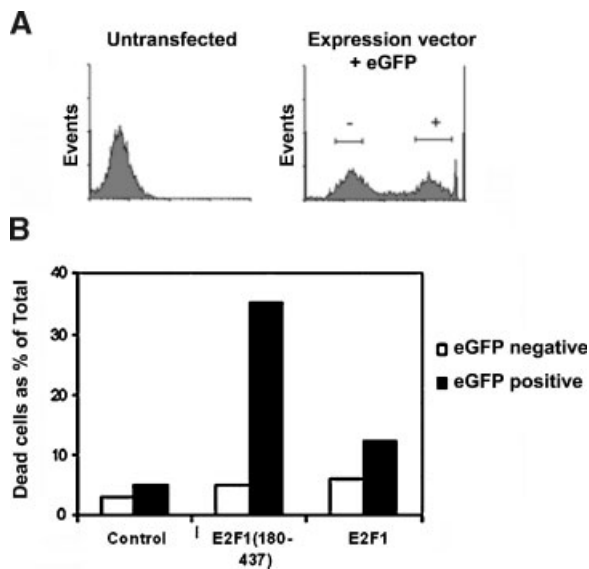 A
Untransfected
Expression vector
+ eGFP
Events
Events
-
+
B
Dead cells as % of Total
40
30
20
10
0
eGFP negative
eGFP positive
Control
E2F1(180-
437)
E2F1